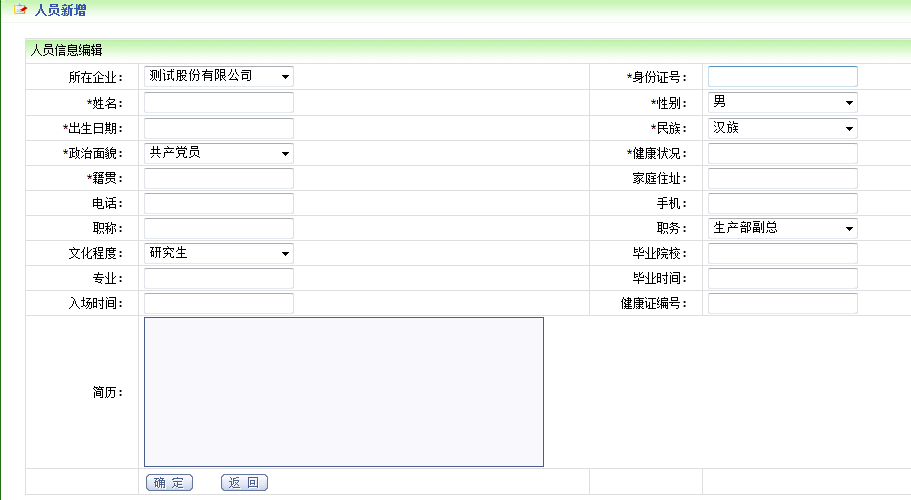 人员新增
人员信息编辑
所在企业： 测试股份有限公司 *身份证号：
*姓名： *性别： 男
*出生日期： *民族： 汉族
*政治面貌： 共产党员 *健康状况：
*籍贯： 家庭住址：
电话： 手机：
职称： 职务： 生产部副总
文化程度： 研究生 毕业院校：
专业： 毕业时间：
入场时间： 健康证编号：
简历：
确 定 返 回